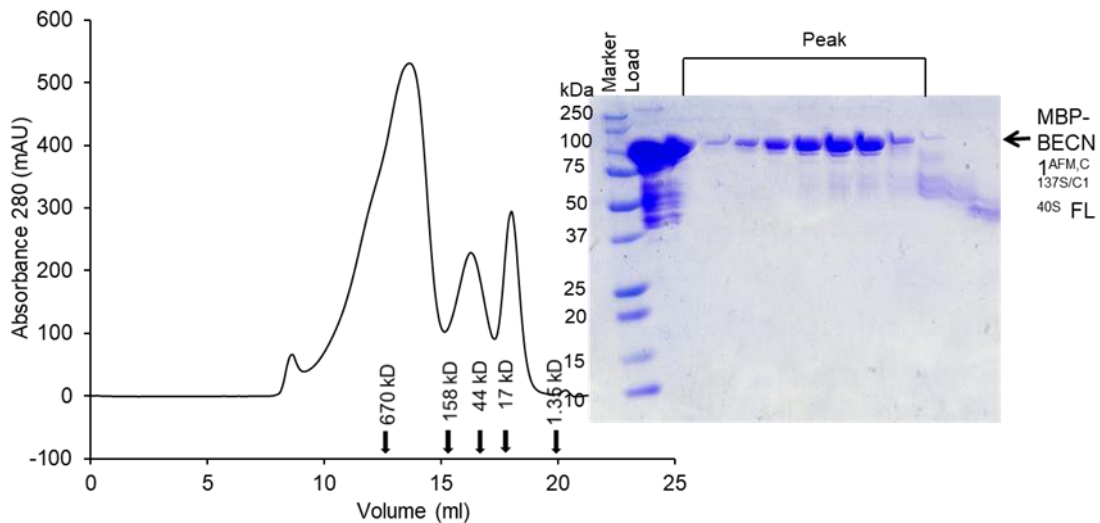 600
500
400
300
200
100
0
-100
Absorbance 280 (mAU)
0 5 10 15 20 25
Volume (ml)
670 kD
158 kD
44 kD
17 kD
1.35 kD
Peak
Marker
Load
kDa
250
100
75
50
37
25
20
15
10
MBP-
BECN
1AFM,C
137S/C1
40S FL